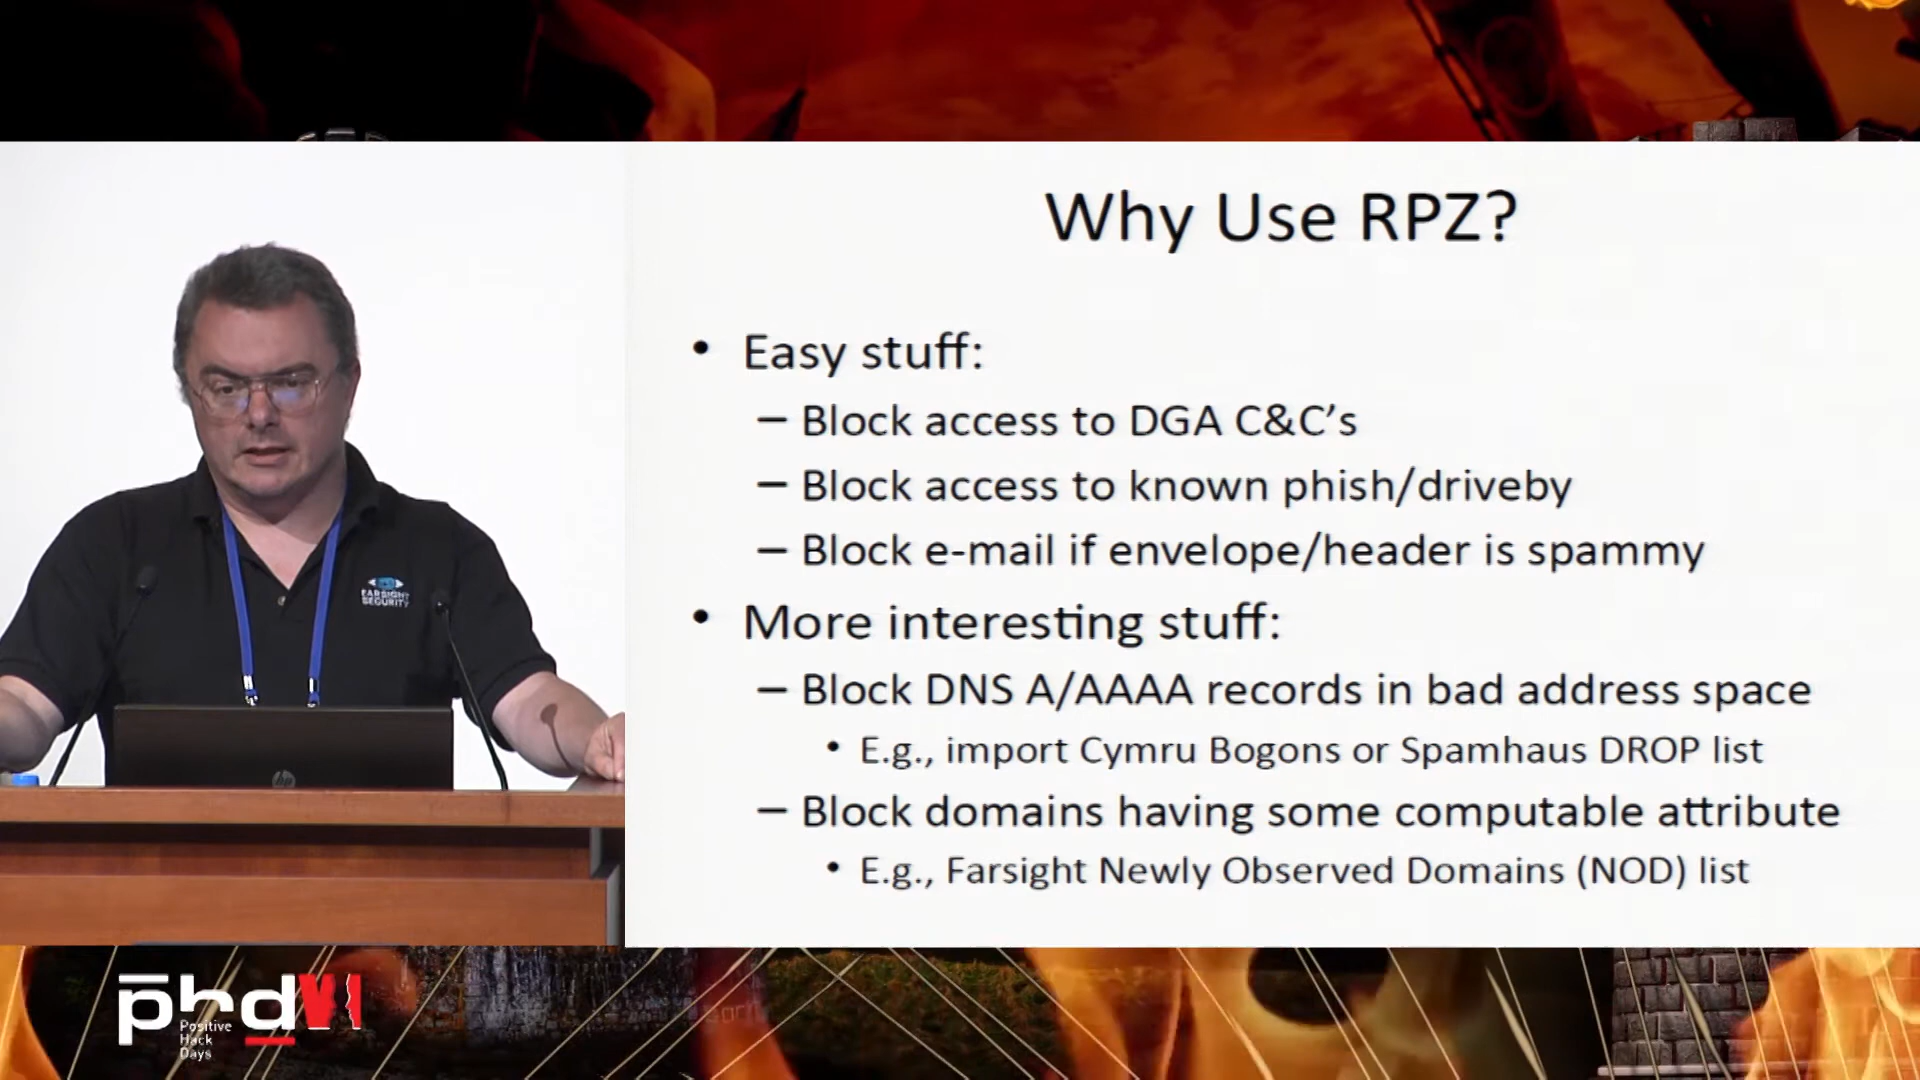 Why Use RPZ?
• Easy stuff:
– Block access to DGA C&C’s
– Block access to known phish/driveby
– Block e-mail if envelope/header is spammy
• More interesting stuff:
– Block DNS A/AAAA records in bad address space
• E.g., import Cymru Bogons or Spamhaus DROP list
– Block domains having some computable attribute
• E.g., Farsight Newly Observed Domains (NOD) list
FARSIGHT
SECURITY
hp
phdVI
Positive
Hack
Days